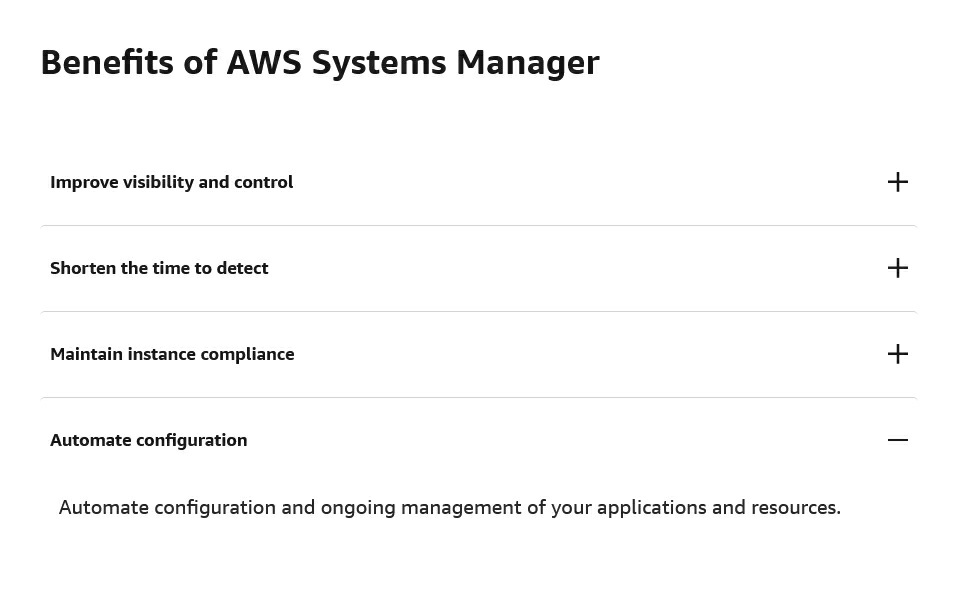 Benefits of AWS Systems Manager
Improve visibility and control
Shorten the time to detect
Maintain instance compliance
Automate configuration
Automate configuration and ongoing management of your applications and resources.